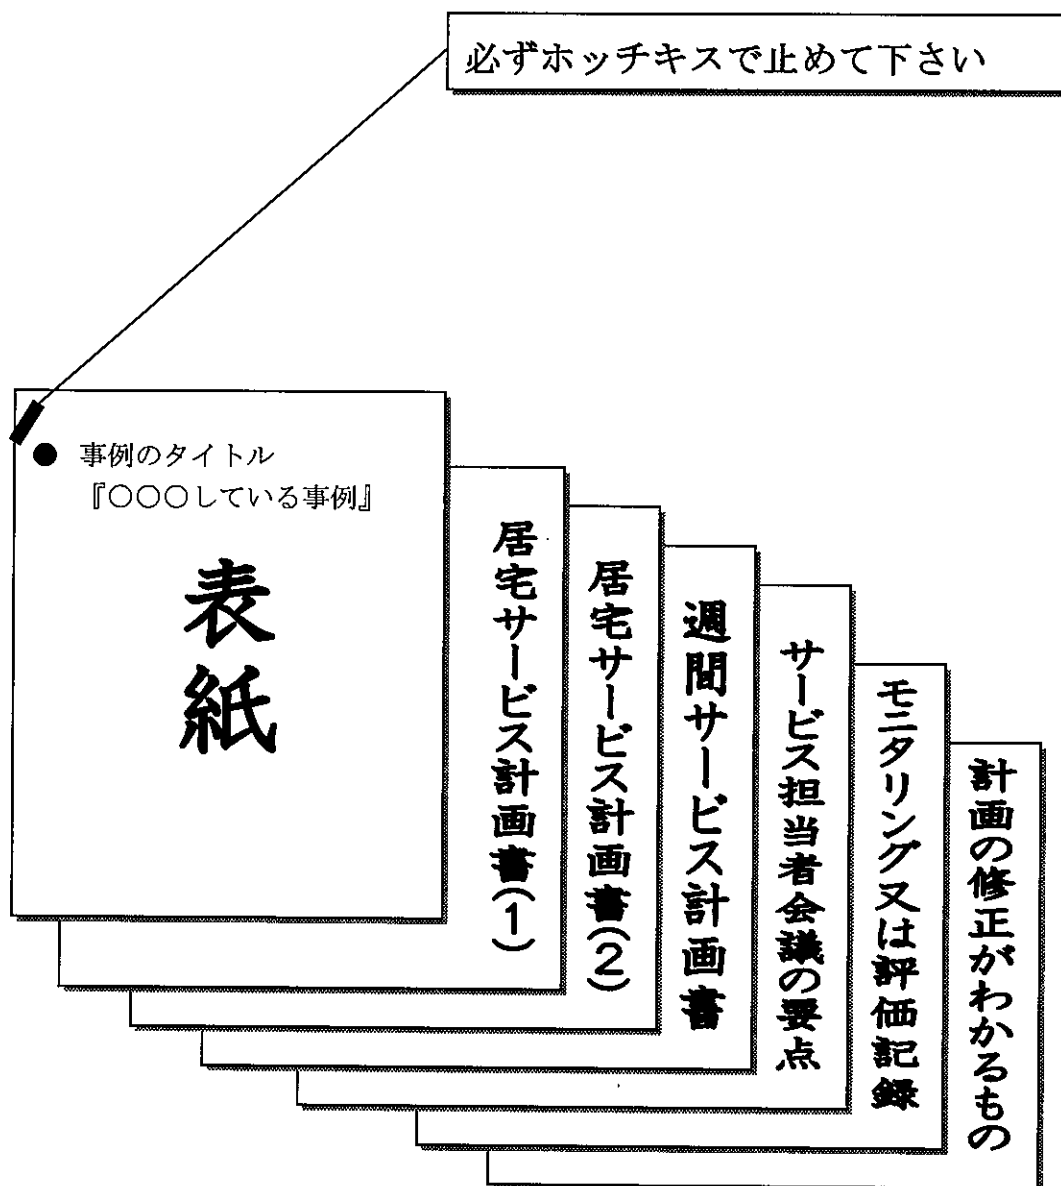 必ずホッチキスで止めて下さい
● 事例のタイトル
『○○○している事例』
表紙
居宅サービス計画書(1)
居宅サービス計画書(2)
週間サービス計画書
サービス担当者会議の要点
モニタリング又は評価記録
計画の修正がわかるもの